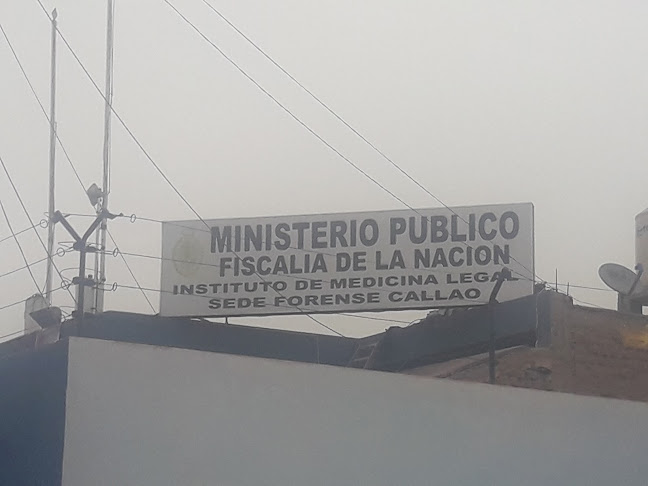 MINISTERIO PUBLICO
FISCALIA DE LA NACION
INSTITUTO DE MEDICINA LEGAL
SEDE FORENSE CALLAO